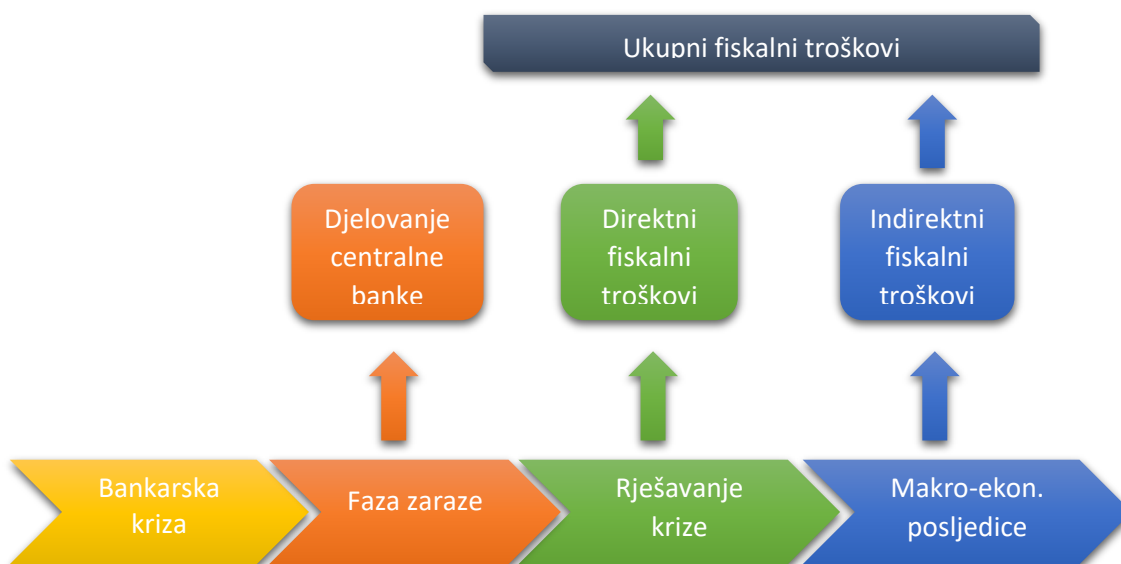 Ukupni fiskalni troškovi
Djelovanje
centralne
banke
Direktni
fiskalni
troškovi
Indirektni
fiskalni
troškovi
Bankarska
kriza
Faza zaraze
Rješavanje
krize
Makro-ekon.
posljedice